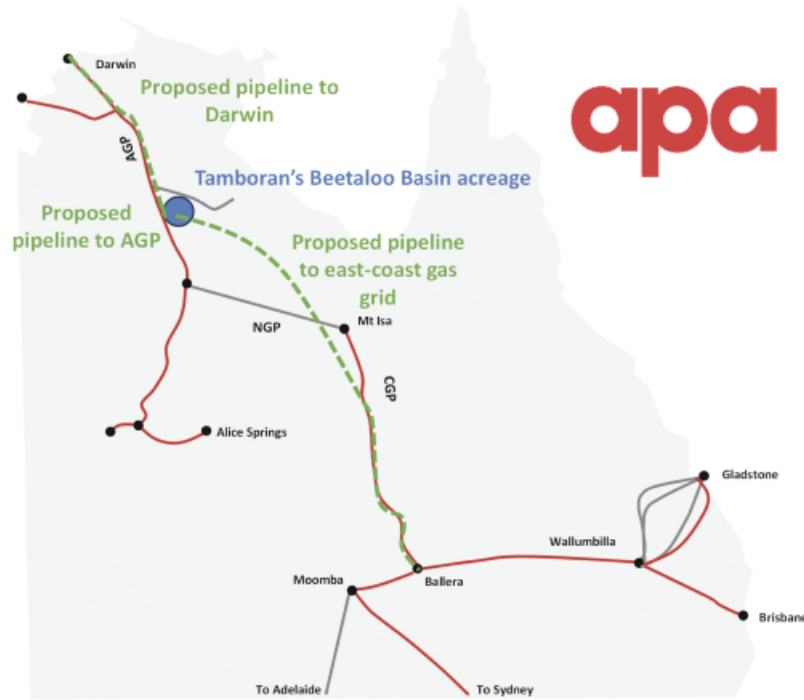 Darwin
Proposed pipeline to
Darwin
apa
AGP
Tamboran's Beetaloo Basin acreage
Proposed
pipeline to AGP
Proposed pipeline
to east-coast gas
grid
NGP
Mt Isa
CGP
Alice Springs
Gladstone
Wallumbilla
Moomba
Ballera
Brisbane
To Adelaide
To Sydney